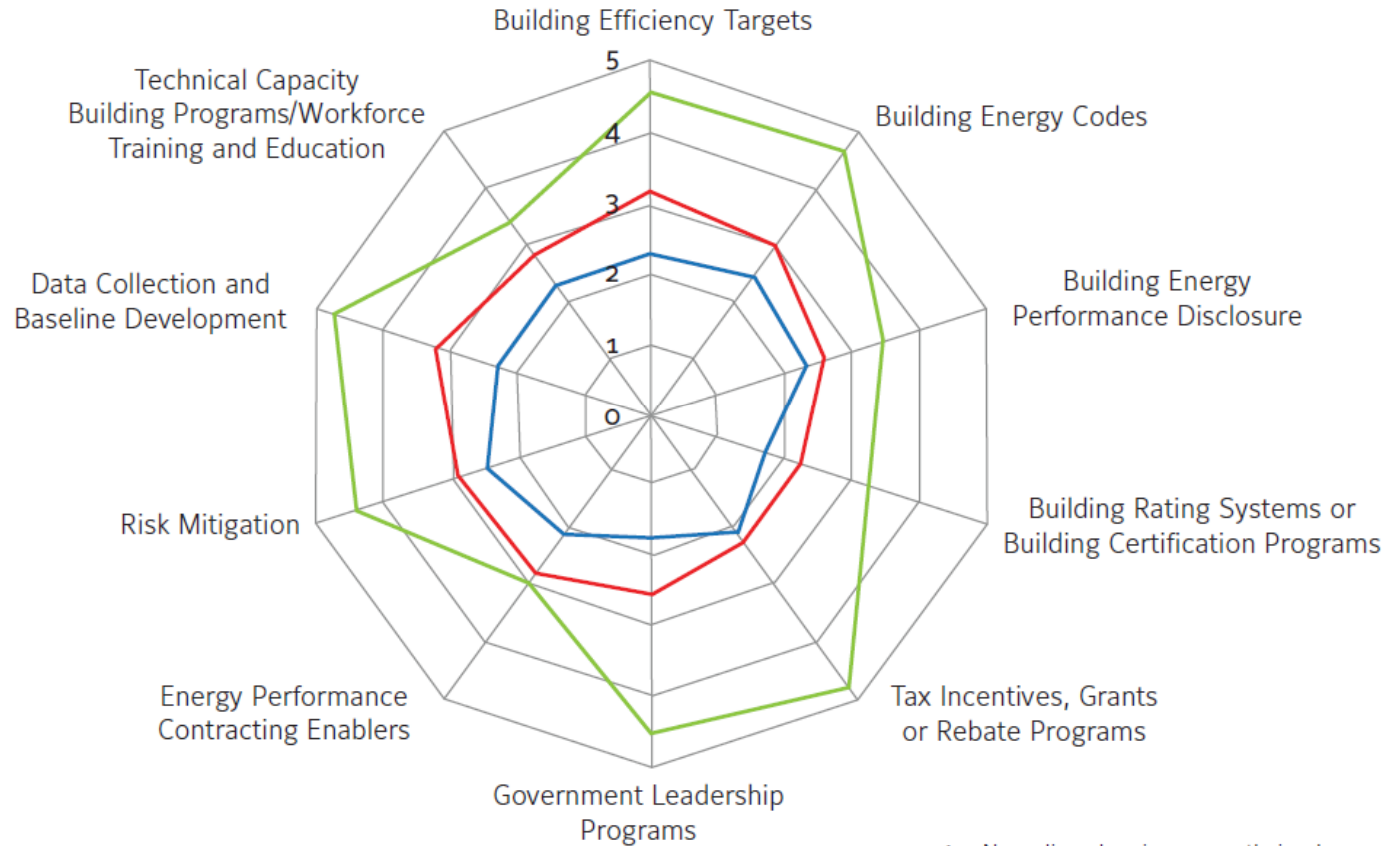 Building Efficiency Targets
Technical Capacity
Building Programs/Workforce
Training and Education
Building Energy Codes
5
4
3
2
1
0
Data Collection and
Baseline Development
Building Energy
Performance Disclosure
Risk Mitigation
Building Rating Systems or
Building Certification Programs
Energy Performance
Contracting Enablers
Tax Incentives, Grants
or Rebate Programs
Government Leadership
Programs